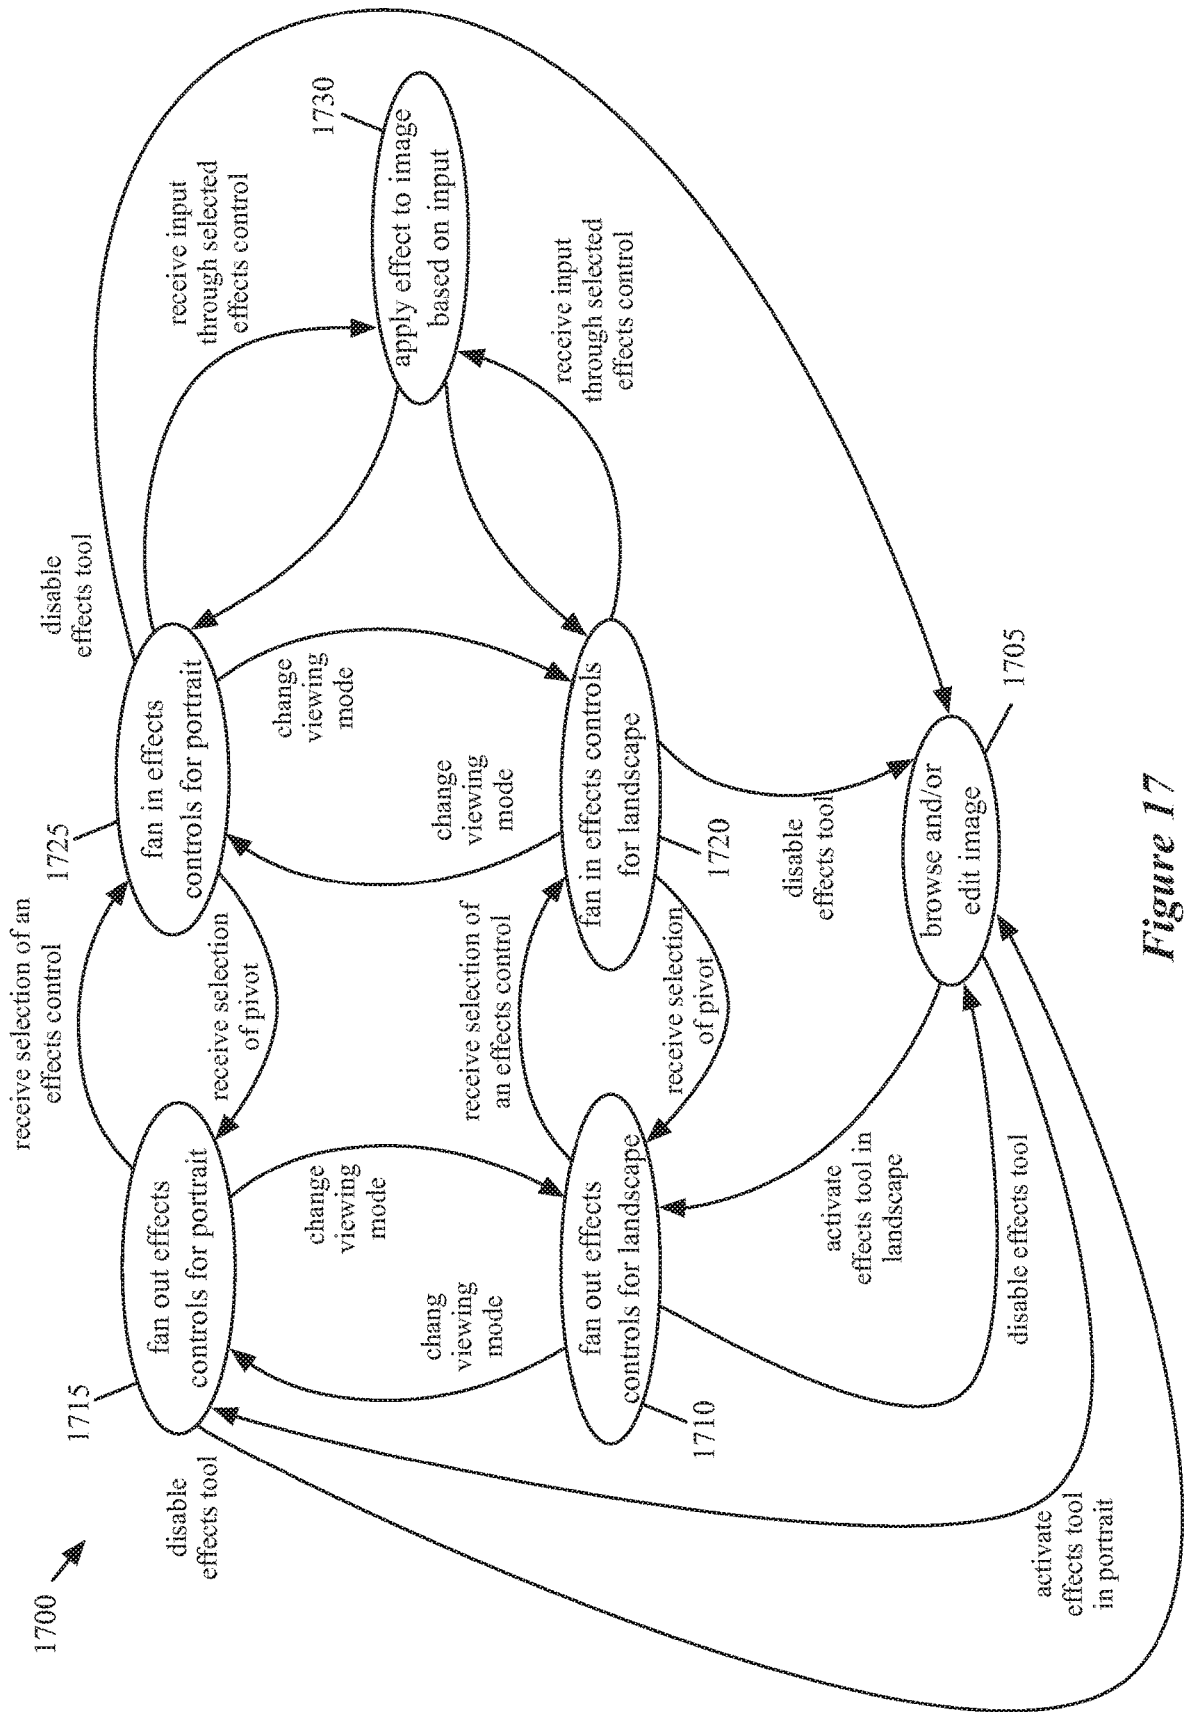 1700
disable
effects tool
1715
fan out effects
controls for portrait
receive selection of an
effects control
receive selection
of pivot
1725
fan in effects
controls for portrait
disable
effects tool
receive input
through selected
effects control
1730
apply effect to image
based on input
change
viewing
mode
chang
viewing
mode
change
viewing
mode
change
viewing
mode
receive input
through selected
effects control
1710
fan out effects
controls for landscape
receive selection of
an effects control
receive selection
of pivot
fan in effects controls
for landscape
1720
disable
effects tool
activate
effects tool in
landscape
disable effects tool
browse and/or
edit image
1705
activate
effects tool
in portrait
Figure 17